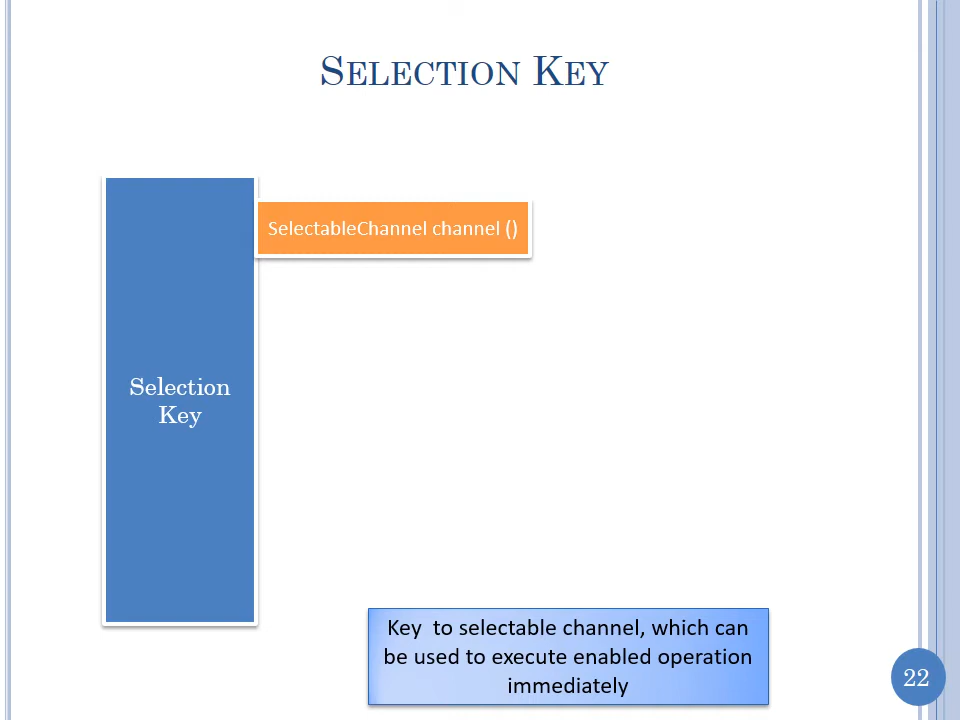 SELECTION KEY
SelectableChannel channel ()
Selection
Key
Key  to selectable channel, which can
be used to execute enabled operation
immediately
22